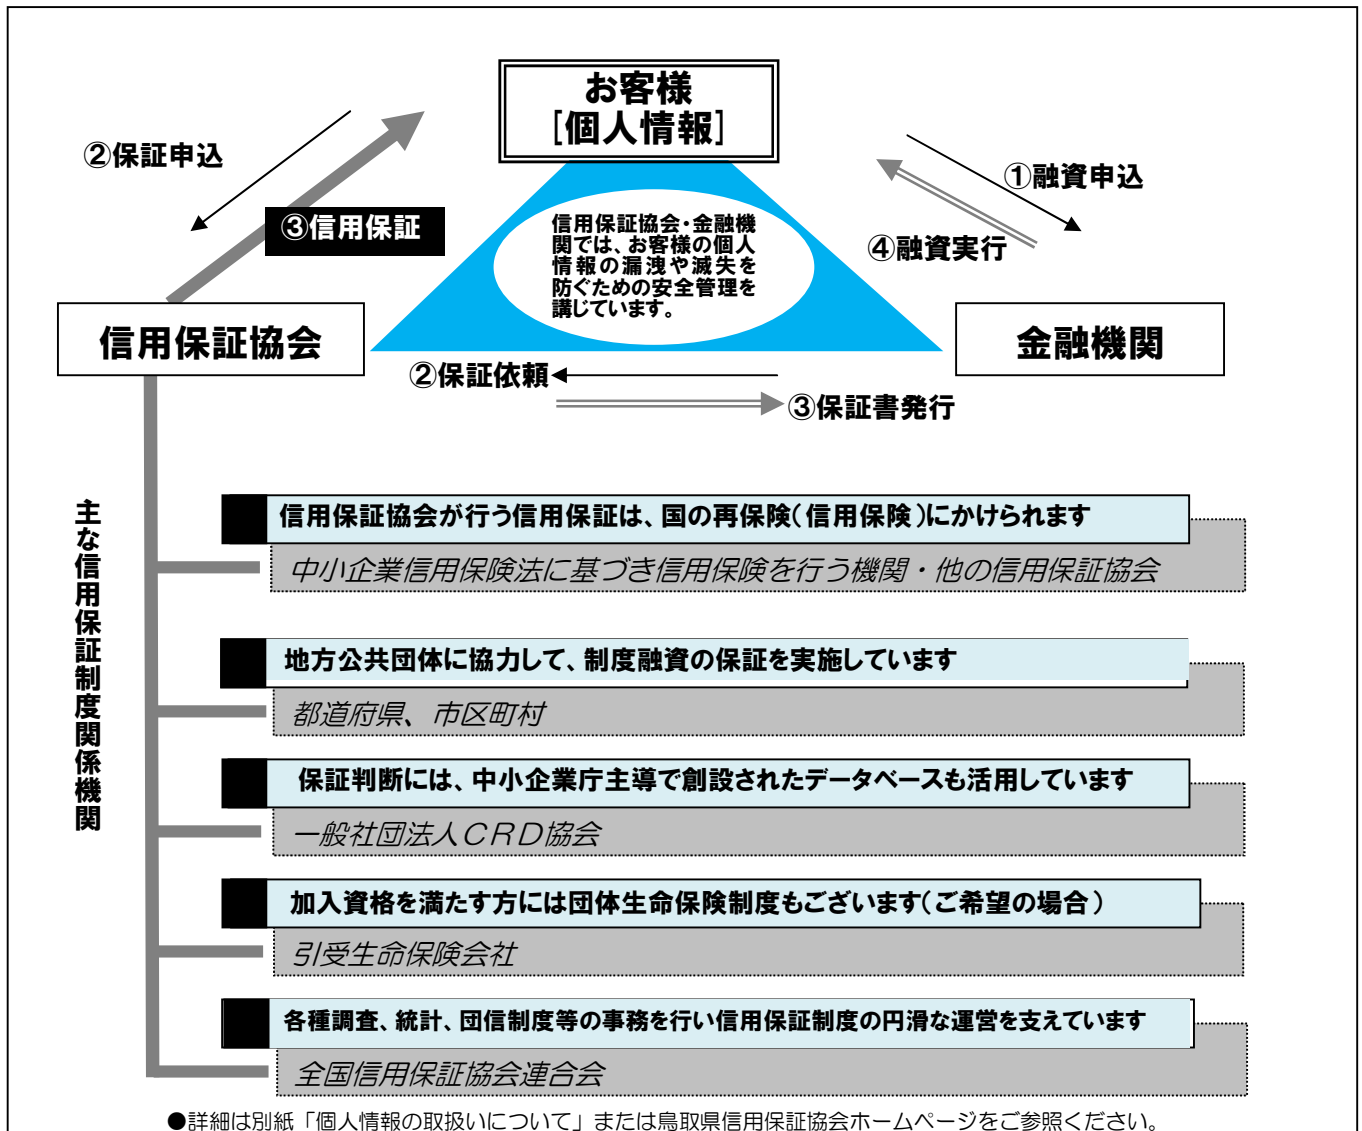 お客様
[個人情報]
②保証申込
①融資申込
③信用保証
④融資実行
信用保証協会・金融機
関では、お客様の個人
情報の漏洩や滅失を
防ぐための安全管理を
講じています。
信用保証協会
金融機関
②保証依頼
③保証書発行
主な信用保証制度関係機関
信用保証協会が行う信用保証は、国の再保険(信用保険)にかけられます
中小企業信用保険法に基づき信用保険を行う機関・他の信用保証協会
地方公共団体に協力して、制度融資の保証を実施しています
都道府県、市区町村
保証判断には、中小企業庁主導で創設されたデータベースも活用しています
一般社団法人CRD協会
加入資格を満たす方には団体生命保険制度もございます(ご希望の場合)
引受生命保険会社
各種調査、統計、団信制度等の事務を行い信用保証制度の円滑な運営を支えています
全国信用保証協会連合会
●詳細は別紙「個人情報の取扱いについて」または鳥取県信用保証協会ホームページをご参照ください。